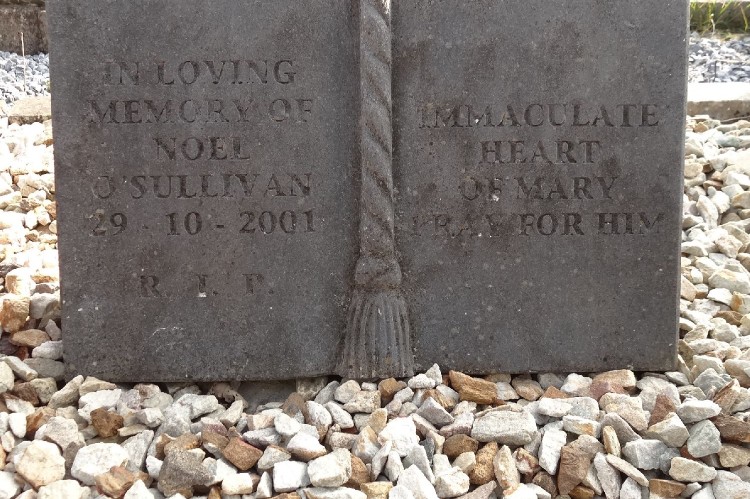 IN LOVING
MEMORY OF
NOEL
O'SULLIVAN
29 - 10 - 2001
R. I. P.
IMMACULATE
HEART
OF MARY
PRAY FOR HIM